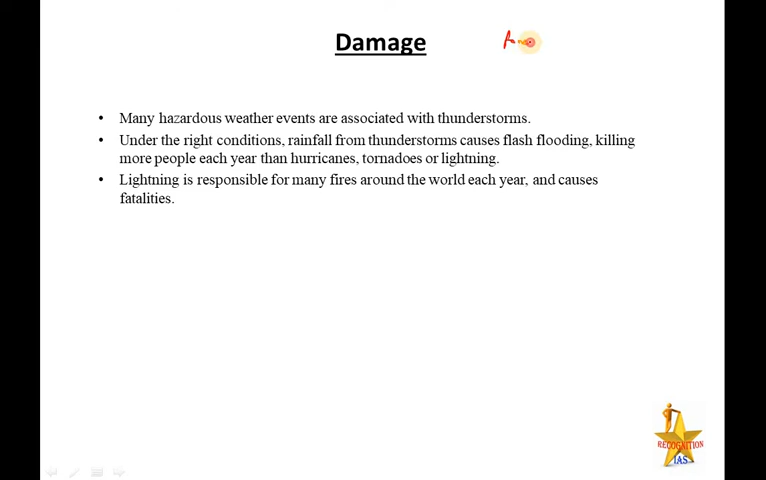 Damage
• Many hazardous weather events are associated with thunderstorms.
• Under the right conditions, rainfall from thunderstorms causes flash flooding, killing
more people each year than hurricanes, tornadoes or lightning.
• Lightning is responsible for many fires around the world each year, and causes
fatalities.
RECOGNITION
IAS